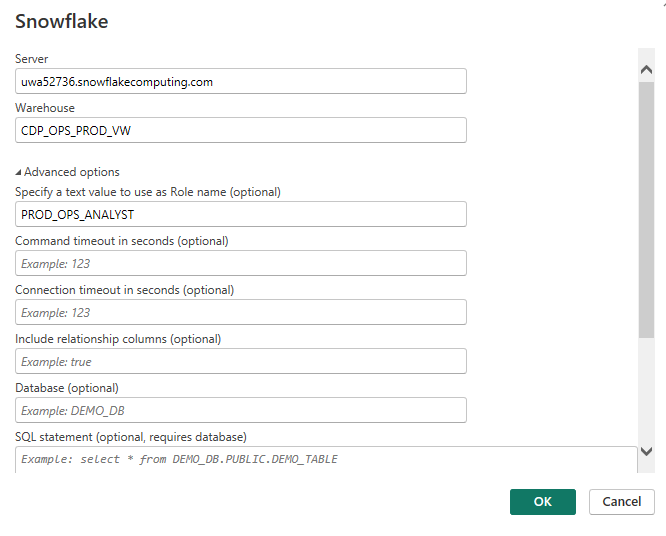 Snowflake
Server
uwa52736.snowflakecomputing.com
Warehouse
CDP_OPS_PROD_VW
Advanced options
Specify a text value to use as Role name (optional)
PROD_OPS_ANALYST
Command timeout in seconds (optional)
Example: 123
Connection timeout in seconds (optional)
Example: 123
Include relationship columns (optional)
Example: true
Database (optional)
Example: DEMO_DB
SQL statement (optional, requires database)
Example: select * from DEMO_DB.PUBLIC.DEMO_TABLE
OK Cancel